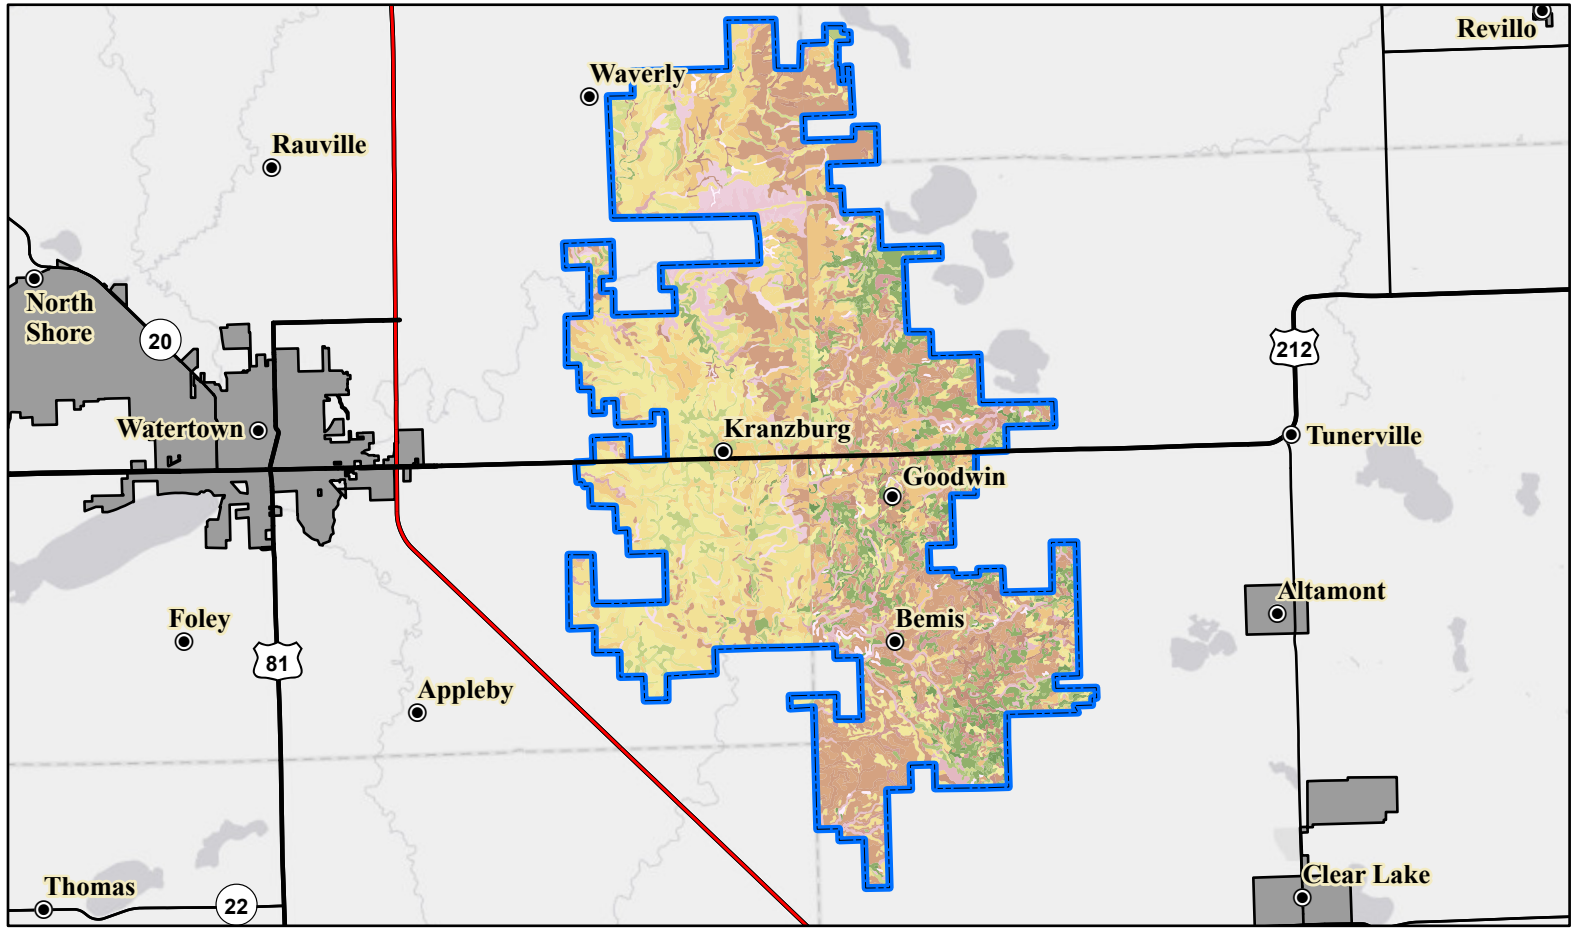 Revillo
Waverly
Rauville
North
Shore
20
212
Watertown
Kranzburg
Tunerville
Goodwin
Altamont
Foley
Bemis
81
Appleby
Thomas
22
Clear Lake